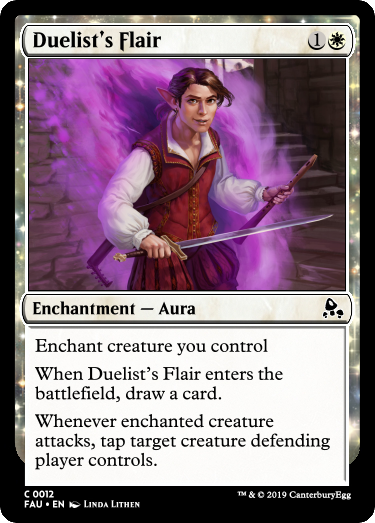 Duelist's Flair 1
Enchantment — Aura
Enchant creature you control
When Duelist's Flair enters the
battlefield, draw a card.
Whenever enchanted creature
attacks, tap target creature defending
player controls.
C 0012
FAU • EN LINDA LITHEN
™ & © 2019 CanterburyEgg